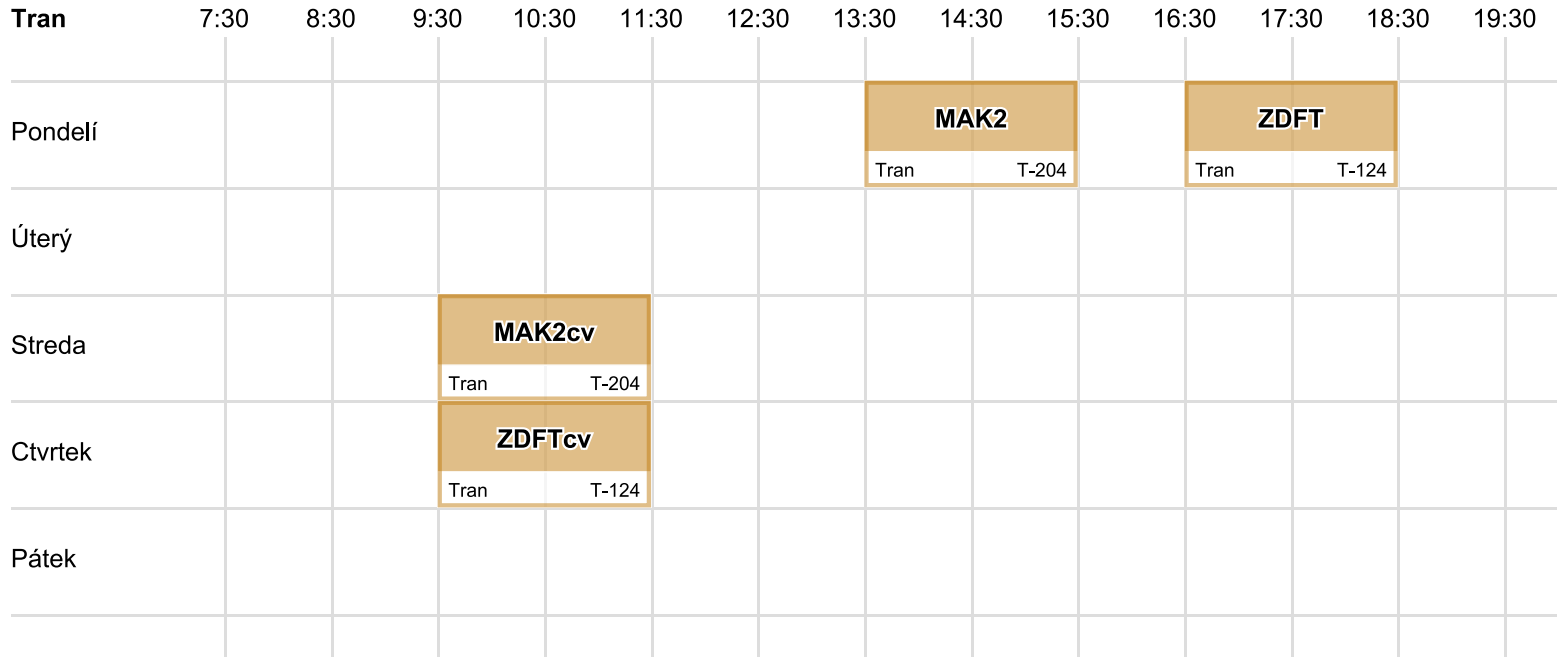 Tran 7:30 8:30 9:30 10:30 11:30 12:30 13:30 14:30 15:30 16:30 17:30 18:30 19:30
Pondelí
MAK2
Tran T-204
ZDFT
Tran T-124
Úterý
Streda
MAK2cv
Tran T-204
Ctvrtek
ZDFTcv
Tran T-124
Pátek